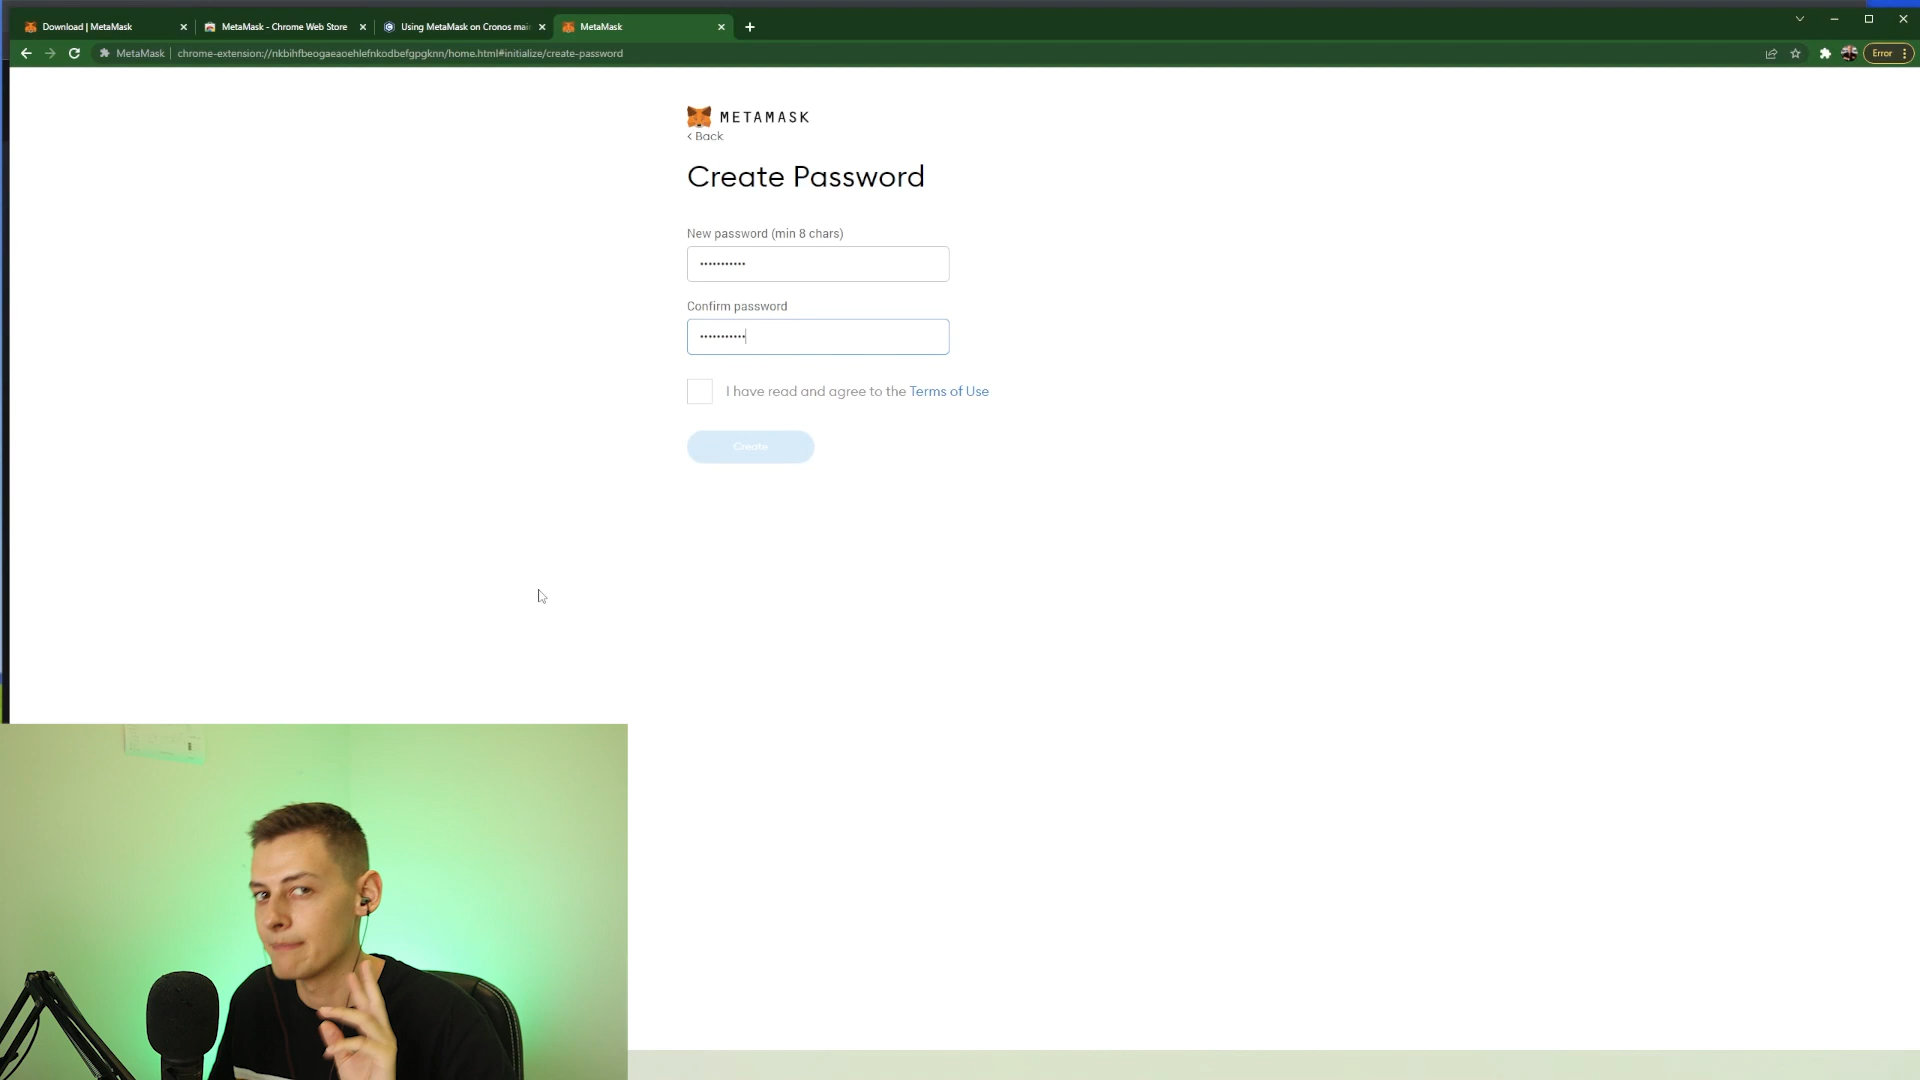 Download | MetaMask
MetaMask - Chrome Web Store
Using MetaMask on Cronos mai
MetaMask
MetaMask
chrome-extension://nkbihfbeogaeaoehlefnkodbefgpgknn/home.html#initialize/create-password
Error
METAMASK
< Back
Create Password
New password (min 8 chars)
•••••••••••
Confirm password
•••••••••••
I have read and agree to the Terms of Use
Create